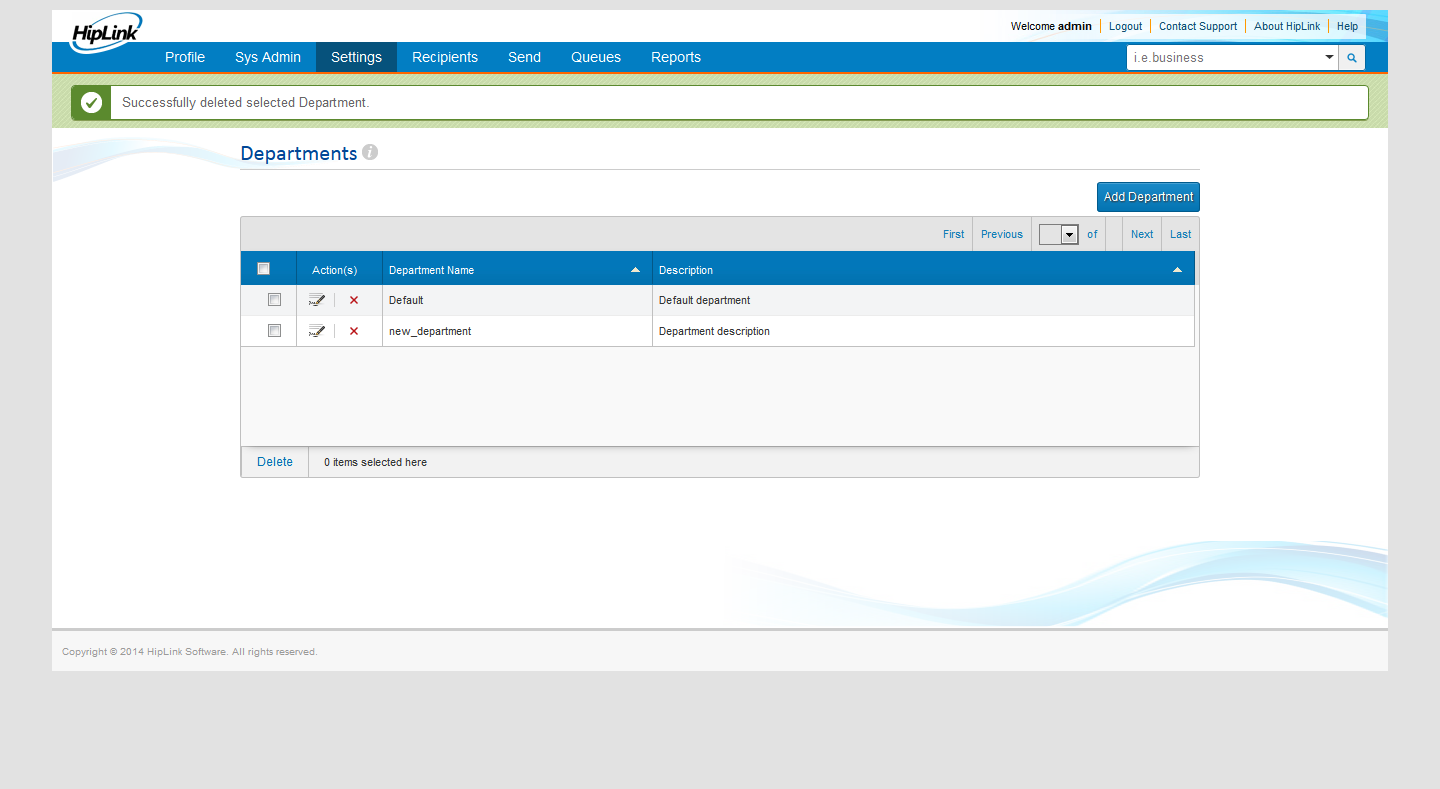 HipLink
Welcome admin Logout Contact Support About HipLink Help
Profile Sys Admin Settings Recipients Send Queues Reports i.e.business
Successfully deleted selected Department.
Departments i
Add Department
First Previous of Next Last
Action(s) Department Name Description
Default Default department
new_department Department description
Delete 0 items selected here
Copyright © 2014 HipLink Software. All rights reserved.